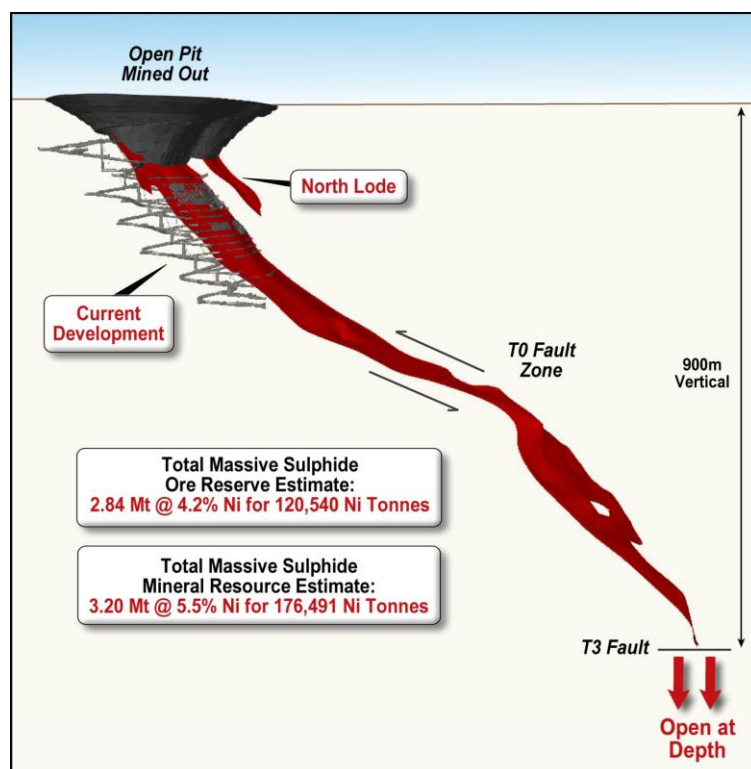 Open Pit
Mined Out
North Lode
Current
Development
T0 Fault
Zone
900m
Vertical
Total Massive Sulphide
Ore Reserve Estimate:
2.84 Mt @ 4.2% Ni for 120,540 Ni Tonnes
Total Massive Sulphide
Mineral Resource Estimate:
3.20 Mt @ 5.5% Ni for 176,491 Ni Tonnes
T3 Fault
Open at
Depth